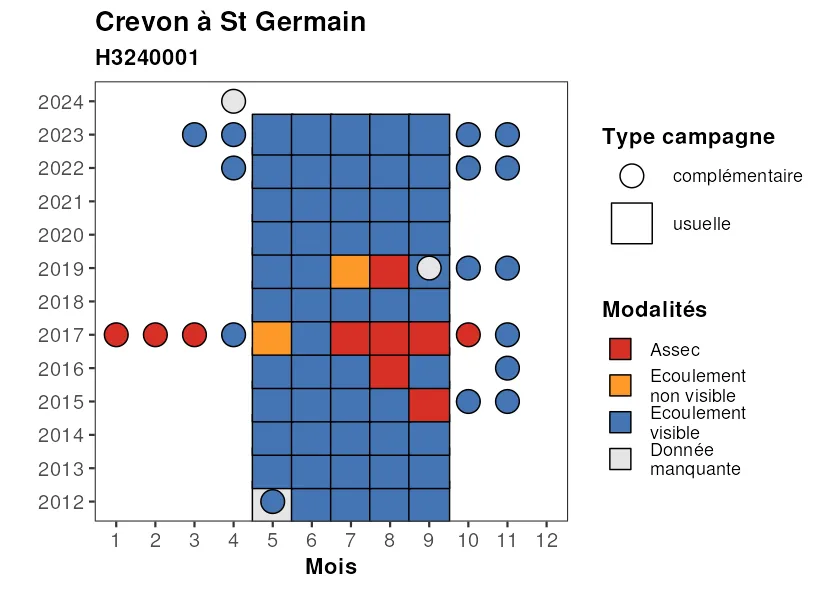 Crevon à St Germain
H3240001
2024
2023
2022
2021
2020
2019
2018
2017
2016
2015
2014
2013
2012
1 2 3 4 5 6 7 8 9 10 11 12
Mois
Type campagne
complémentaire
usuelle
Modalités
Assec
Ecoulement
non visible
Ecoulement
visible
Donnée
manquante